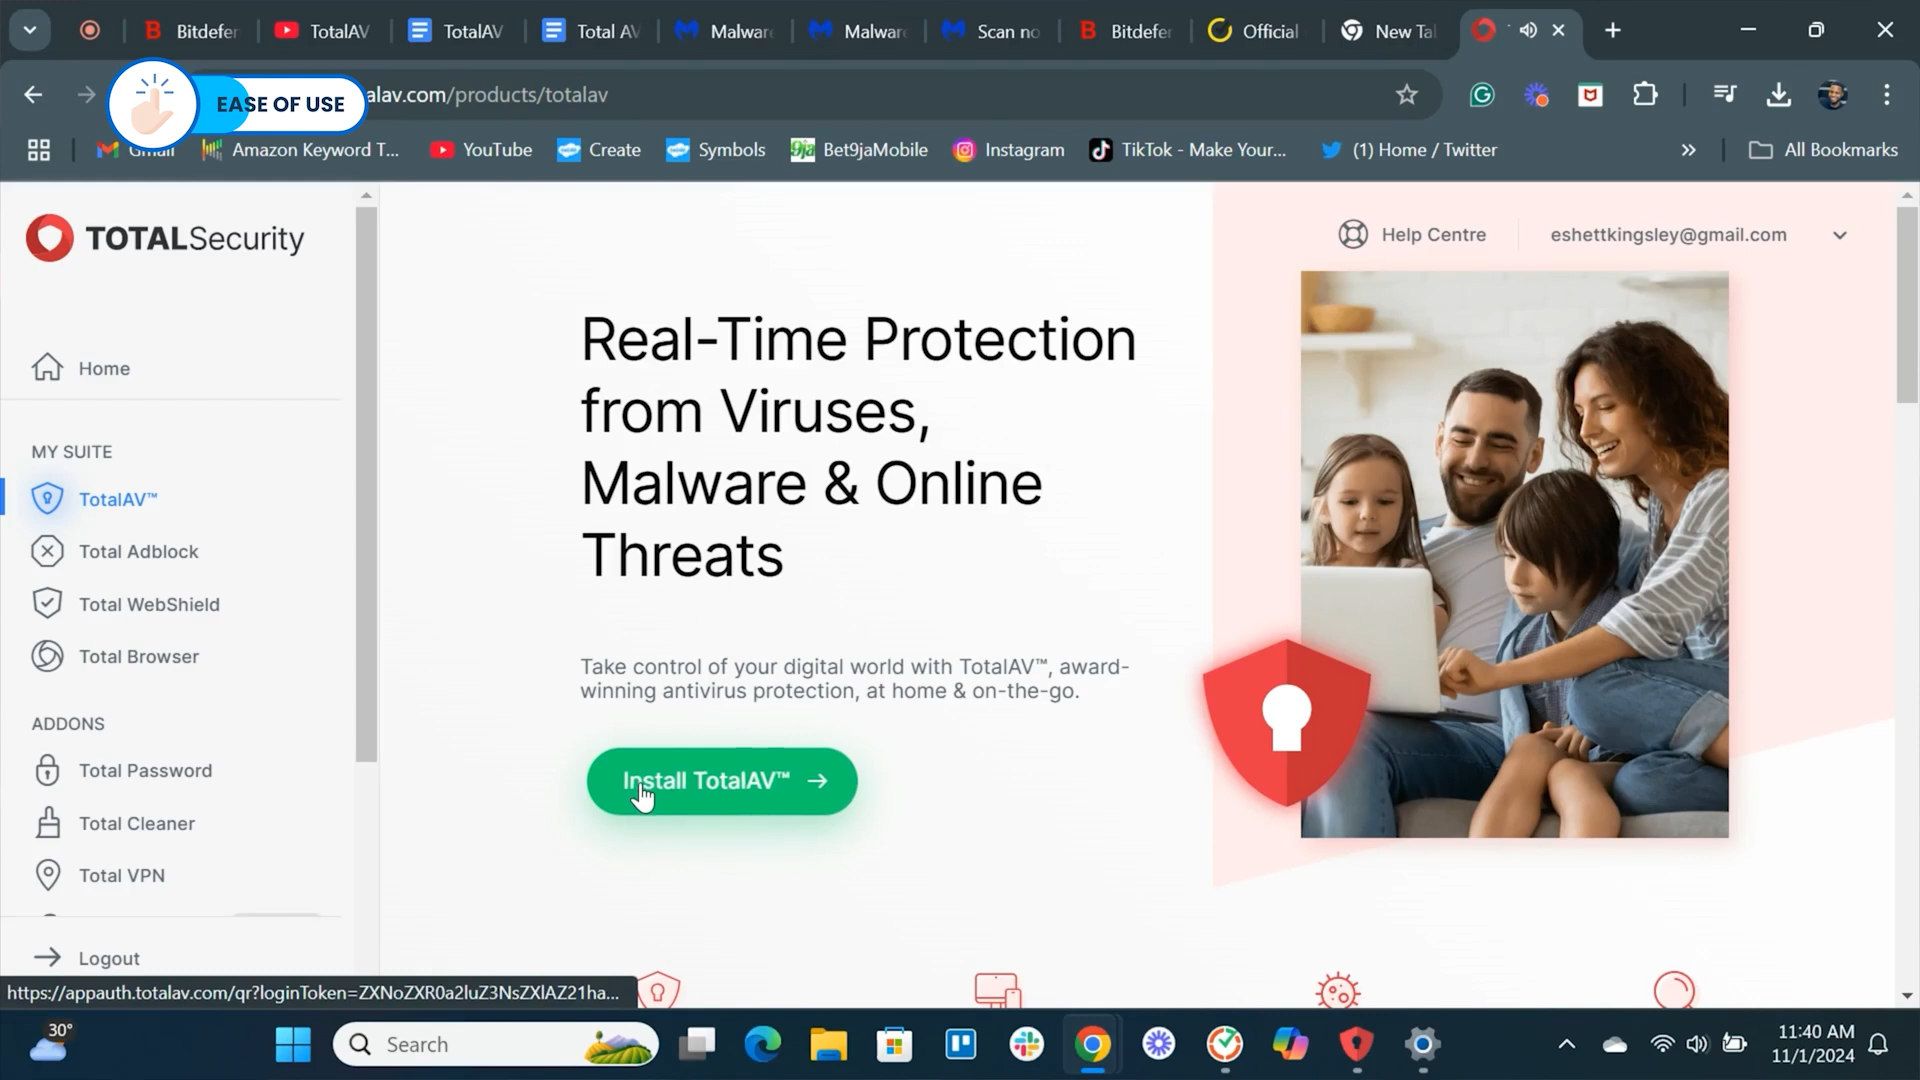 Bitdefer
TotalAV
TotalAV
Total AV
Malwar
Malwar
Scan no
Bitdefer
Official
New Tal
EASE OF USE
alav.com/products/totalav
Gmail
Amazon Keyword T...
YouTube
Create
Symbols
9ja
Bet9jaMobile
Instagram
TikTok - Make Your...
(1) Home / Twitter
All Bookmarks
TOTALSecurity
Help Centre
eshettkingsley@gmail.com
Home
MY SUITE
TotalAV™
Total Adblock
Total WebShield
Total Browser
ADDONS
Total Password
Total Cleaner
Total VPN
Logout
Real-Time Protection
from Viruses,
Malware & Online
Threats
Take control of your digital world with TotalAV™, award-
winning antivirus protection, at home & on-the-go.
Install TotalAV™
https://appauth.totalav.com/qr?loginToken=ZXNoZXR0a2luZ3NsZXlAZ21ha...
30°
Search
11:40 AM
11/1/2024